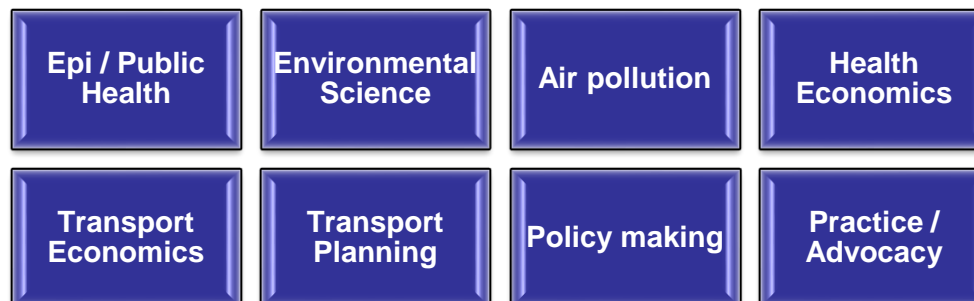 Epi / Public
Health
Environmental
Science
Air pollution
Health
Economics
Transport
Economics
Transport
Planning
Policy making
Practice /
Advocacy